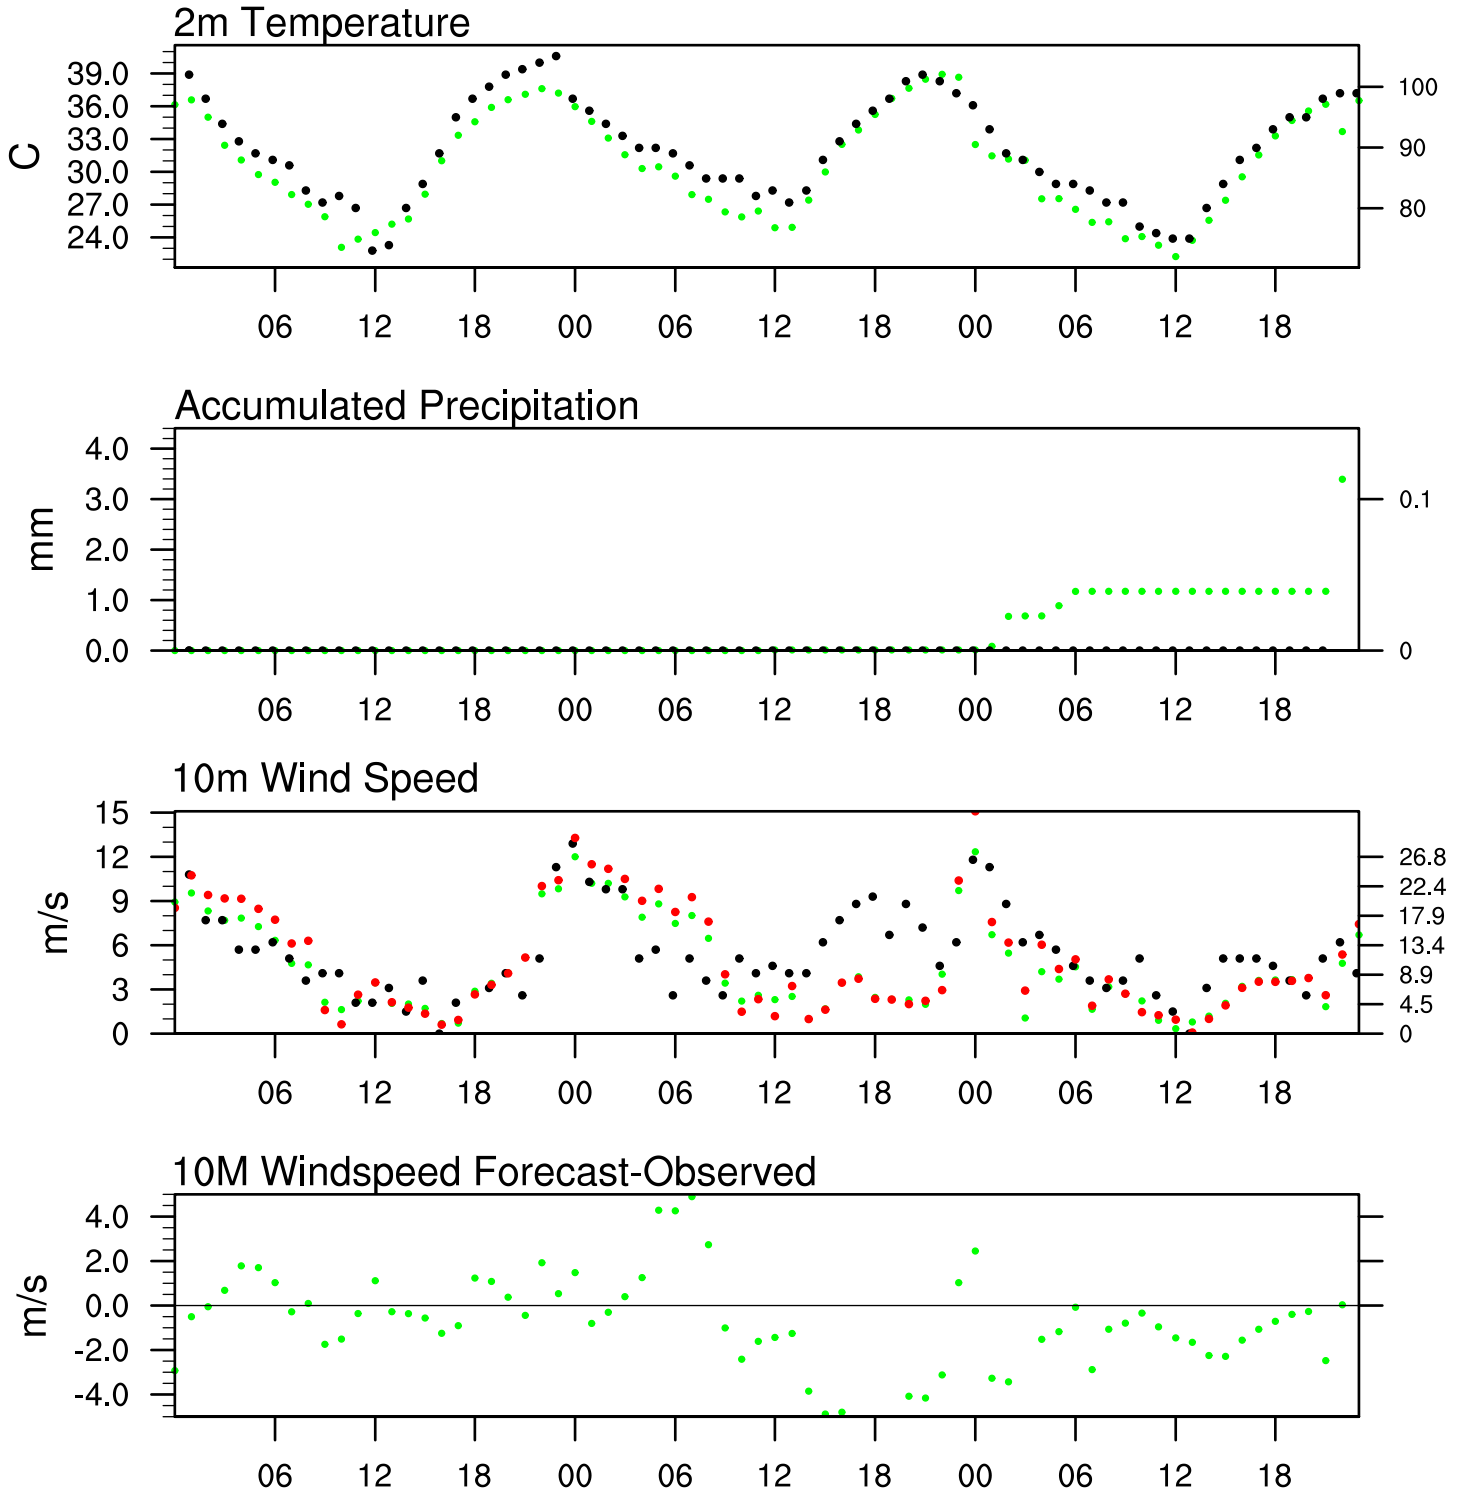 2m Temperature
39.0
36.0
33.0
30.0
27.0
24.0
C
100
90
80
06 12 18 00 06 12 18 00 06 12 18
Accumulated Precipitation
4.0
3.0
2.0
1.0
0.0
mm
0.1
0
06 12 18 00 06 12 18 00 06 12 18
10m Wind Speed
15
12
9
6
3
0
m/s
26.8
22.4
17.9
13.4
8.9
4.5
0
06 12 18 00 06 12 18 00 06 12 18
10M Windspeed Forecast-Observed
4.0
2.0
0.0
-2.0
-4.0
m/s
06 12 18 00 06 12 18 00 06 12 18